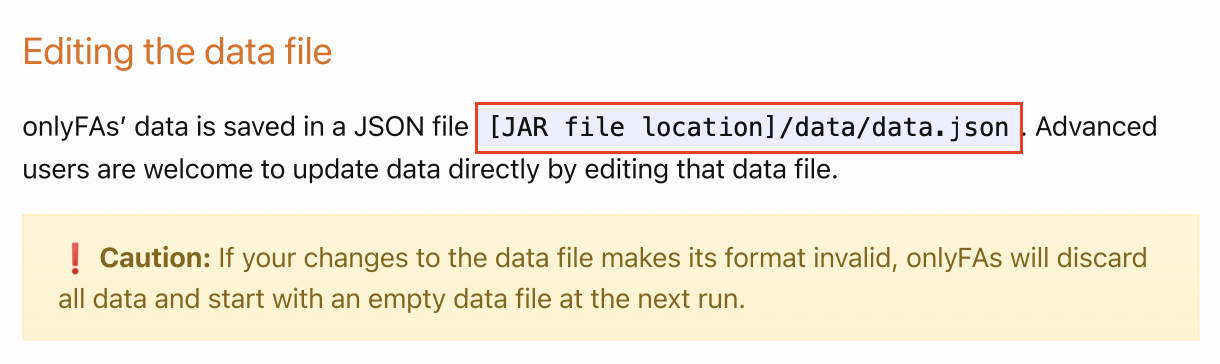 Editing the data file
onlyFAs’ data is saved in a JSON file [JAR file location]/data/data.json . Advanced
users are welcome to update data directly by editing that data file.
❗ Caution: If your changes to the data file makes its format invalid, onlyFAs will discard
all data and start with an empty data file at the next run.